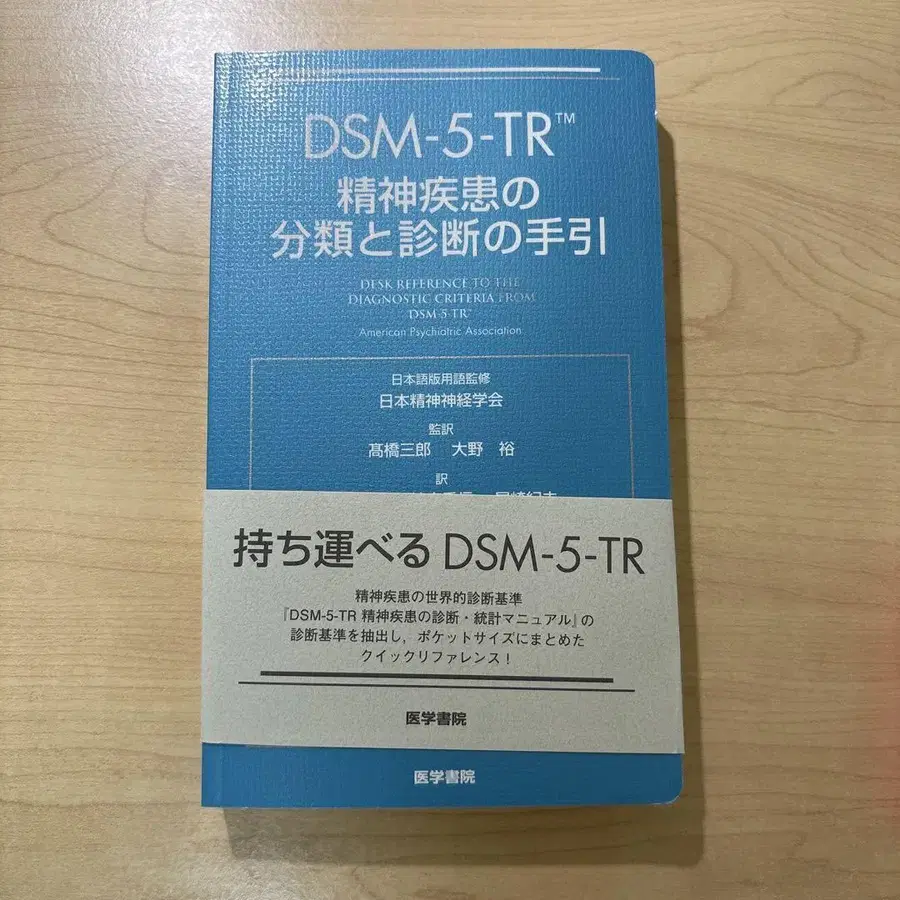 DSM-5-TR™
精神疾患の
分類と診断の手引
DESK REFERENCE TO THE
DIAGNOSTIC CRITERIA FROM
DSM-5-TR™
American Psychiatric Association
日本語版用語監修
日本精神神経学会
監訳
髙橋三郎 大野 裕
訳
持ち運べる DSM-5-TR
精神疾患の世界的診断基準
『DSM-5-TR 精神疾患の診断・統計マニュアル』の
診断基準を抽出し，ポケットサイズにまとめた
クイックリファレンス！
医学書院
医学書院